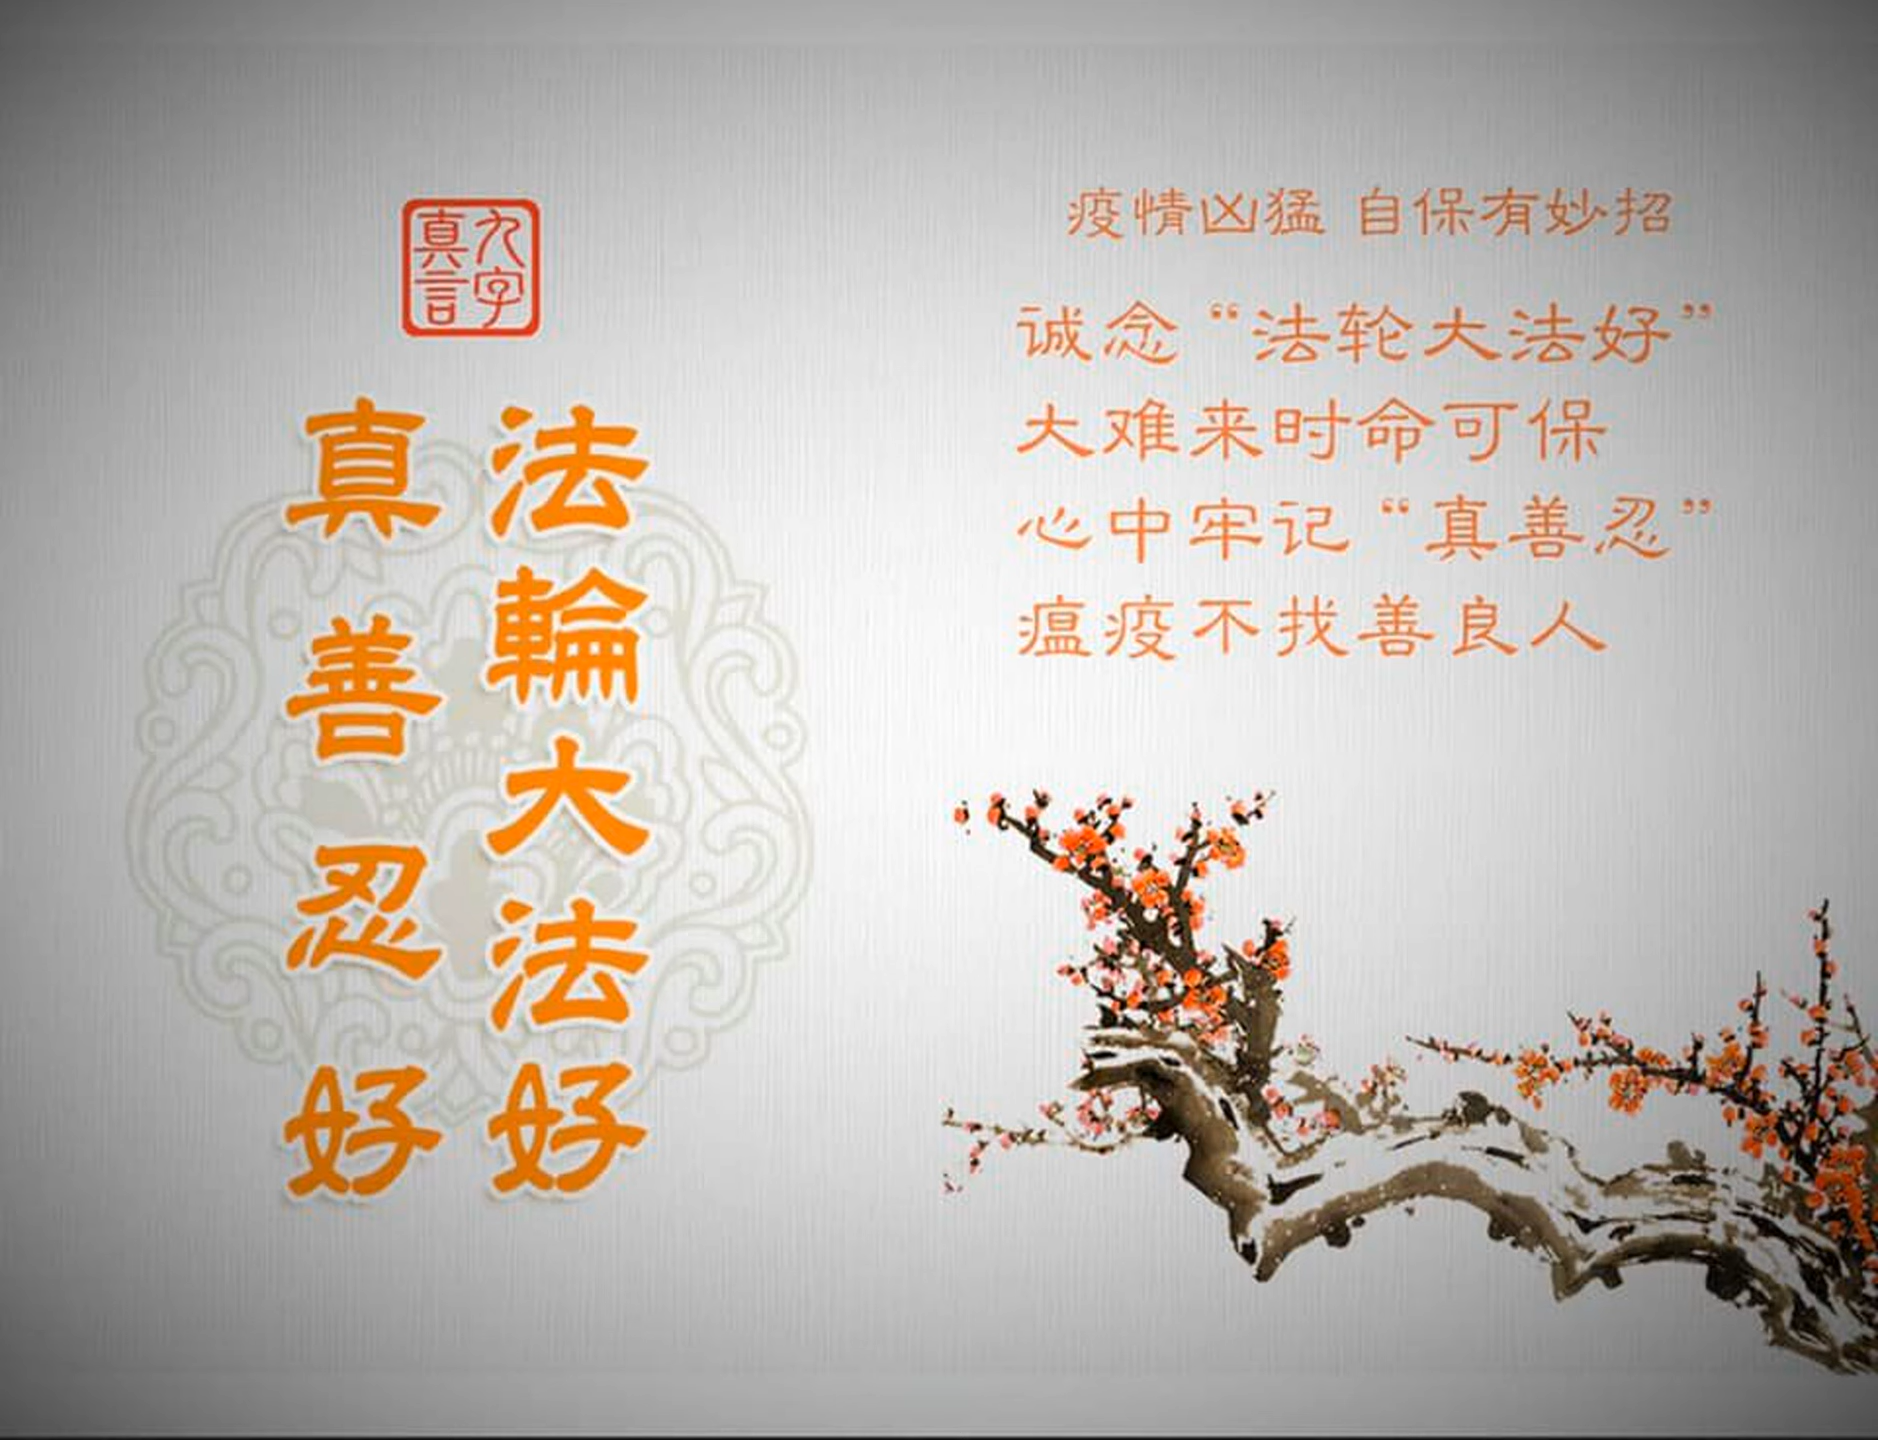 九字
真言
法輪大法好
真善忍好
疫情凶猛 自保有妙招
诚念“法轮大法好”
大难来时命可保
心中牢记“真善忍”
瘟疫不找善良人